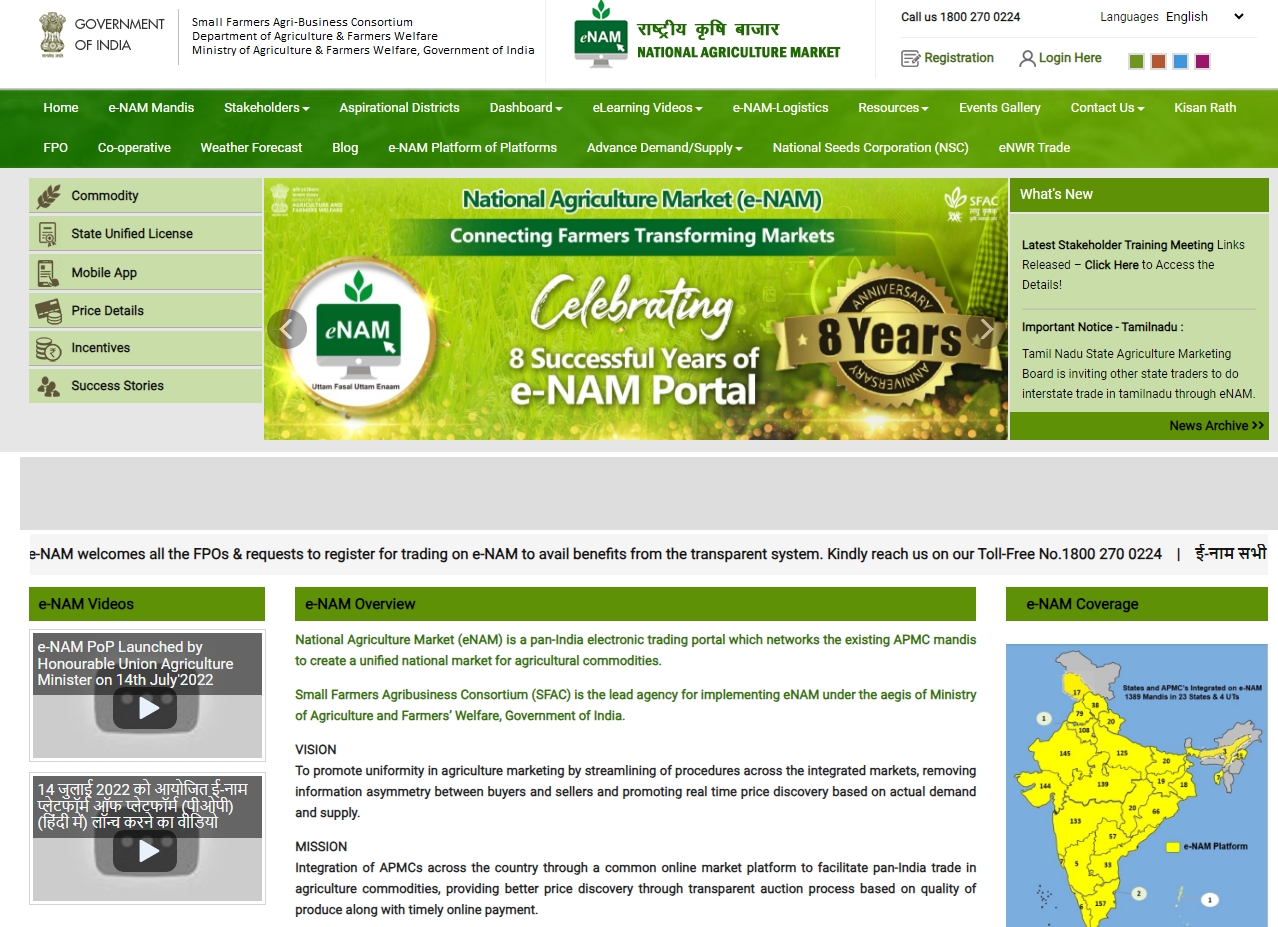 GOVERNMENT
OF INDIA
Small Farmers Agri-Business Consortium
Department of Agriculture & Farmers Welfare
Ministry of Agriculture & Farmers Welfare, Government of India
eNAM
राष्ट्रीय कृषि बाजार
NATIONAL AGRICULTURE MARKET
Call us 1800 270 0224
Languages English
Registration Login Here
Home e-NAM Mandis Stakeholders Aspirational Districts Dashboard eLearning Videos e-NAM-Logistics Resources Events Gallery Contact Us Kisan Rath
FPO Co-operative Weather Forecast Blog e-NAM Platform of Platforms Advance Demand/Supply National Seeds Corporation (NSC) eNWR Trade
Commodity
State Unified License
Mobile App
Price Details
Incentives
Success Stories
AGRICULTURE AND
FARMERS WELFARE
National Agriculture Market (e-NAM)
Connecting Farmers Transforming Markets
SFAC
eNAM
Uttam Fasal Uttam Enaam
Celebrating
8 Successful Years of
e-NAM Portal
ANNIVERSARY
8 Years
ANNIVERSARY
What's New
Latest Stakeholder Training Meeting Links
Released – Click Here to Access the
Details!
Important Notice - Tamilnadu :
Tamil Nadu State Agriculture Marketing
Board is inviting other state traders to do
interstate trade in tamilnadu through eNAM.
News Archive >>
e-NAM welcomes all the FPOs & requests to register for trading on e-NAM to avail benefits from the transparent system. Kindly reach us on our Toll-Free No.1800 270 0224 | ई-नाम सभी
e-NAM Videos
e-NAM PoP Launched by
Honourable Union Agriculture
Minister on 14th July'2022
14 जुलाई 2022 को आयोजित ई-नाम
प्लेटफॉर्म ऑफ प्लेटफॉर्म (पीओपी)
(हिंदी में) लॉन्च करने का वीडियो
e-NAM Overview
National Agriculture Market (eNAM) is a pan-India electronic trading portal which networks the existing APMC mandis
to create a unified national market for agricultural commodities.
Small Farmers Agribusiness Consortium (SFAC) is the lead agency for implementing eNAM under the aegis of Ministry
of Agriculture and Farmers’ Welfare, Government of India.
VISION
To promote uniformity in agriculture marketing by streamlining of procedures across the integrated markets, removing
information asymmetry between buyers and sellers and promoting real time price discovery based on actual demand
and supply.
MISSION
Integration of APMCs across the country through a common online market platform to facilitate pan-India trade in
agriculture commodities, providing better price discovery through transparent auction process based on quality of
produce along with timely online payment.
e-NAM Coverage
States and APMC's Integrated on e-NAM
1389 Mandis in 23 States & 4 UTs
17
38
1
79
20
108
145
125
20
3
144
139
19
18
20
66
133
57
e-NAM Platform
5
33
2
1
6
157